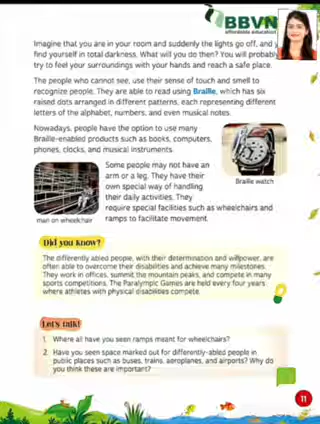 BBVN
affordable education
Imagine that you are in your room and suddenly the lights go off, and y
find yourself in total darkness. What will you do then? You will probabl
try to feel your surroundings with your hands and reach a safe place.
The people who cannot see, use their sense of touch and smell to
recognize people. They are able to read using Braille, which has six
raised dots arranged in different patterns, each representing different
letters of the alphabet, numbers, and even musical notes.
Nowadays, people have the option to use many
Braille-enabled products such as books, computers,
phones, clocks, and musical instruments.
Braille watch
Some people may not have an
arm or a leg. They have their
own special way of handling
their daily activities. They
require special facilities such as wheelchairs and
ramps to facilitate movement.
man on wheelchair
Did you know?
The differently abled people, with their determination and willpower, are
often able to overcome their disabilities and achieve many milestones.
They work in offices, summit the mountain peaks, and compete in many
sports competitions. The Paralympic Games are held every four years
where athletes with physical disabilities compete.
Let's talk!
1. Where all have you seen ramps meant for wheelchairs?
2. Have you seen space marked out for differently-abled people in
public places such as buses, trains, aeroplanes, and airports? Why do
you think these are important?
11